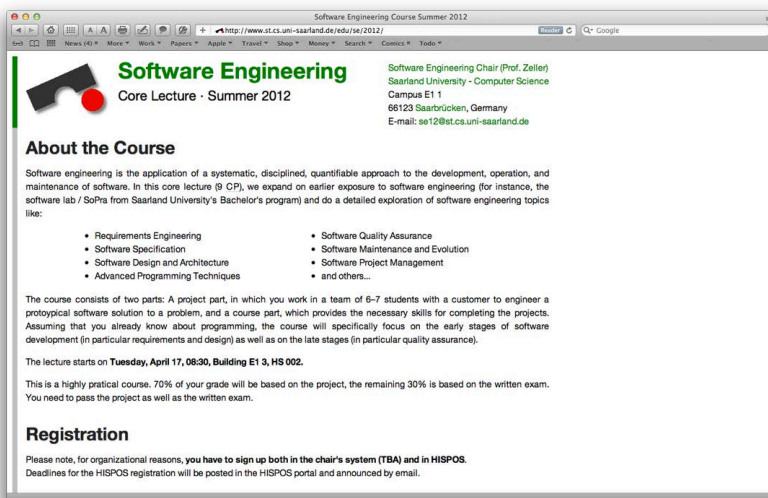 Software Engineering Course Summer 2012
http://www.st.cs.uni-saarland.de/edu/se/2012/
Reader
Google
News (4) More Work Papers Apple Travel Shop Money Search Comics Todo
Software Engineering
Core Lecture · Summer 2012
Software Engineering Chair (Prof. Zeller)
Saarland University - Computer Science
Campus E1 1
66123 Saarbrücken, Germany
E-mail: se12@st.cs.uni-saarland.de
About the Course
Software engineering is the application of a systematic, disciplined, quantifiable approach to the development, operation, and
maintenance of software. In this core lecture (9 CP), we expand on earlier exposure to software engineering (for instance, the
software lab / SoPra from Saarland University's Bachelor's program) and do a detailed exploration of software engineering topics
like:
• Requirements Engineering
• Software Specification
• Software Design and Architecture
• Advanced Programming Techniques
• Software Quality Assurance
• Software Maintenance and Evolution
• Software Project Management
• and others...
The course consists of two parts: A project part, in which you work in a team of 6–7 students with a customer to engineer a
protoypical software solution to a problem, and a course part, which provides the necessary skills for completing the projects.
Assuming that you already know about programming, the course will specifically focus on the early stages of software
development (in particular requirements and design) as well as on the late stages (in particular quality assurance).
The lecture starts on Tuesday, April 17, 08:30, Building E1 3, HS 002.
This is a highly pratical course. 70% of your grade will be based on the project, the remaining 30% is based on the written exam.
You need to pass the project as well as the written exam.
Registration
Please note, for organizational reasons, you have to sign up both in the chair's system (TBA) and in HISPOS.
Deadlines for the HISPOS registration will be posted in the HISPOS portal and announced by email.